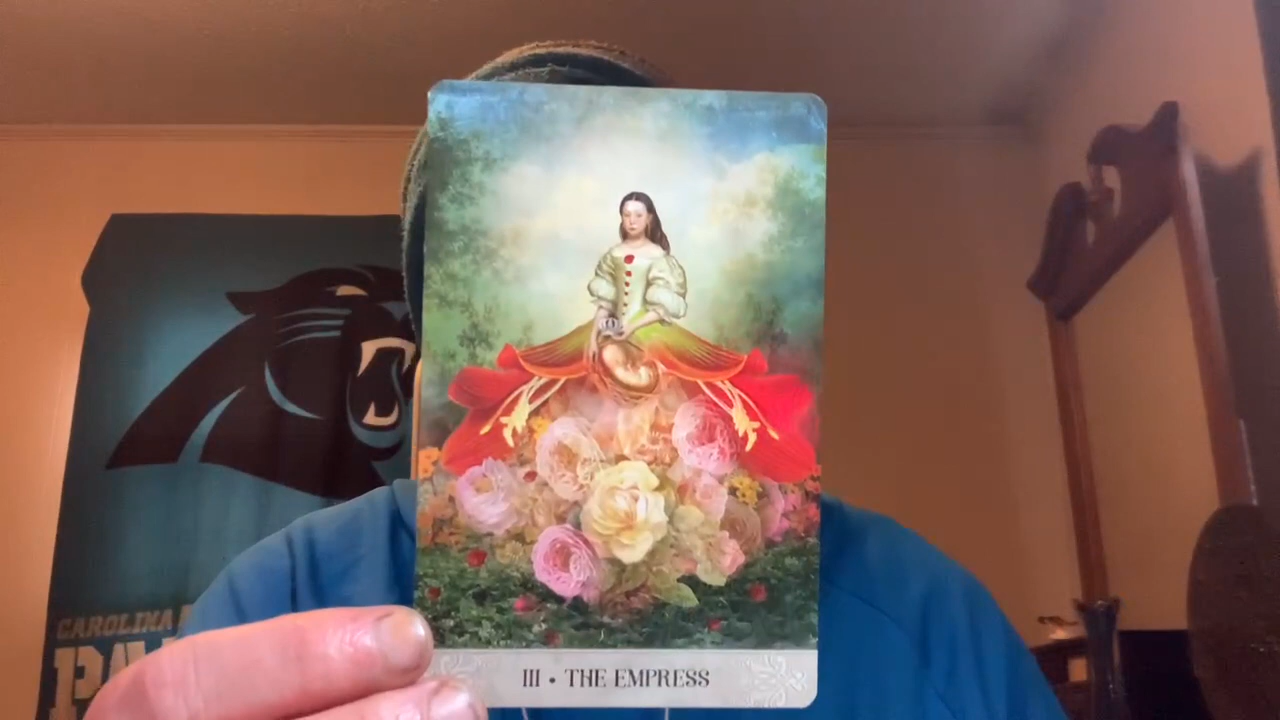 CAROLINA
III • THE EMPRESS